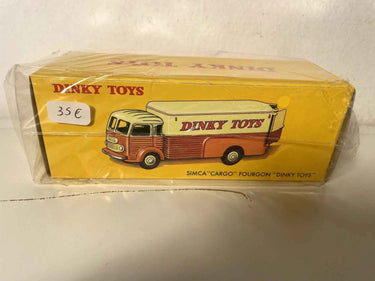 DINKY TOYS
DINKY TOYS
35 €
DINKY TOYS
SIMCA "CARGO" FOURGON "DINKY TOYS"